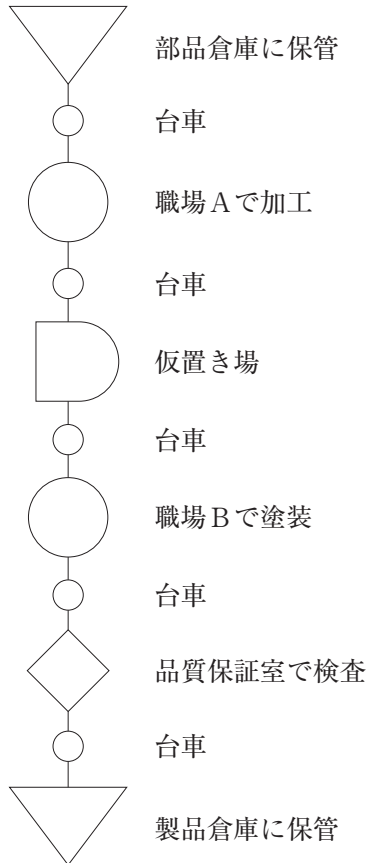 部品倉庫に保管
台車
職場Ａで加工
台車
仮置き場
台車
職場Ｂで塗装
台車
品質保証室で検査
台車
製品倉庫に保管